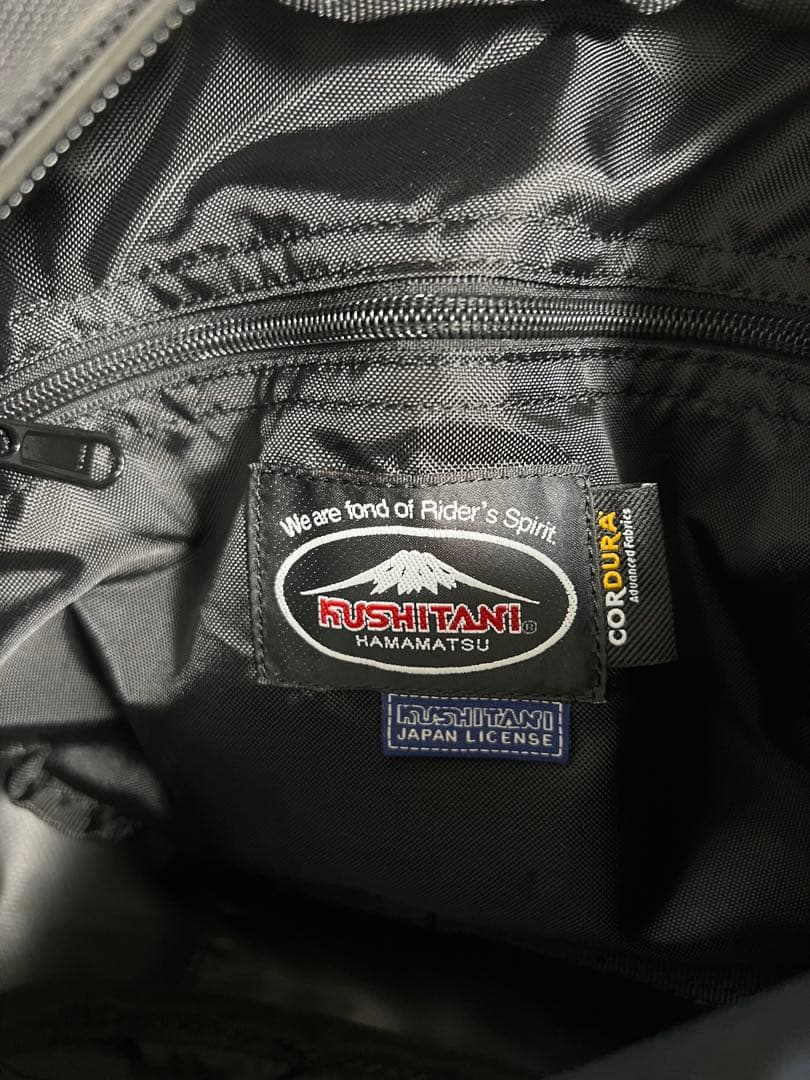 We are fond of Rider's Spirit.
KUSHITANI®
HAMAMATSU
CORDURA
Advanced Fabrics
KUSHITANI
JAPAN LICENSE